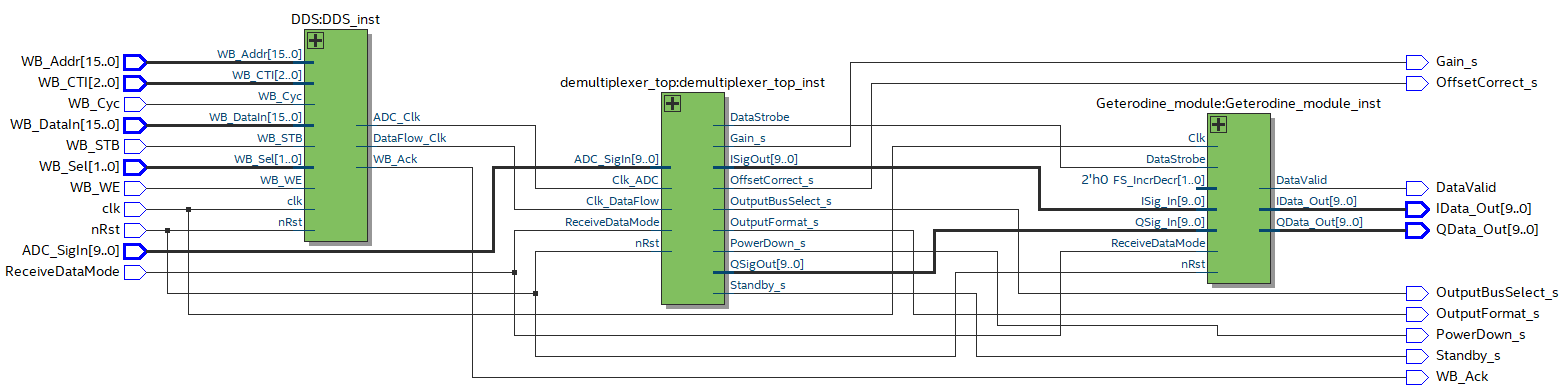 DDS:DDS_inst
WB_Addr[15..0]
WB_CTI[2..0]
WB_Cyc
WB_DataIn[15..0]
WB_STB
WB_Sel[1..0]
WB_WE
clk
nRst
ADC_SigIn[9..0]
ReceiveDataMode
WB_Addr[15..0]
WB_CTI[2..0]
WB_Cyc
WB_DataIn[15..0]
WB_STB
WB_Sel[1..0]
WB_WE
clk
nRst
ADC_Clk
DataFlow_Clk
WB_Ack
demultiplexer_top:demultiplexer_top_inst
ADC_SigIn[9..0]
Clk_ADC
Clk_DataFlow
ReceiveDataMode
nRst
DataStrobe
Gain_s
ISigOut[9..0]
OffsetCorrect_s
OutputBusSelect_s
OutputFormat_s
PowerDown_s
QSigOut[9..0]
Standby_s
Geterodine_module:Geterodine_module_inst
Clk
DataStrobe
2'h0 FS_IncrDecr[1..0]
ISig_In[9..0]
QSig_In[9..0]
ReceiveDataMode
nRst
DataValid
IData_Out[9..0]
QData_Out[9..0]
Gain_s
OffsetCorrect_s
DataValid
IData_Out[9..0]
QData_Out[9..0]
OutputBusSelect_s
OutputFormat_s
PowerDown_s
Standby_s
WB_Ack